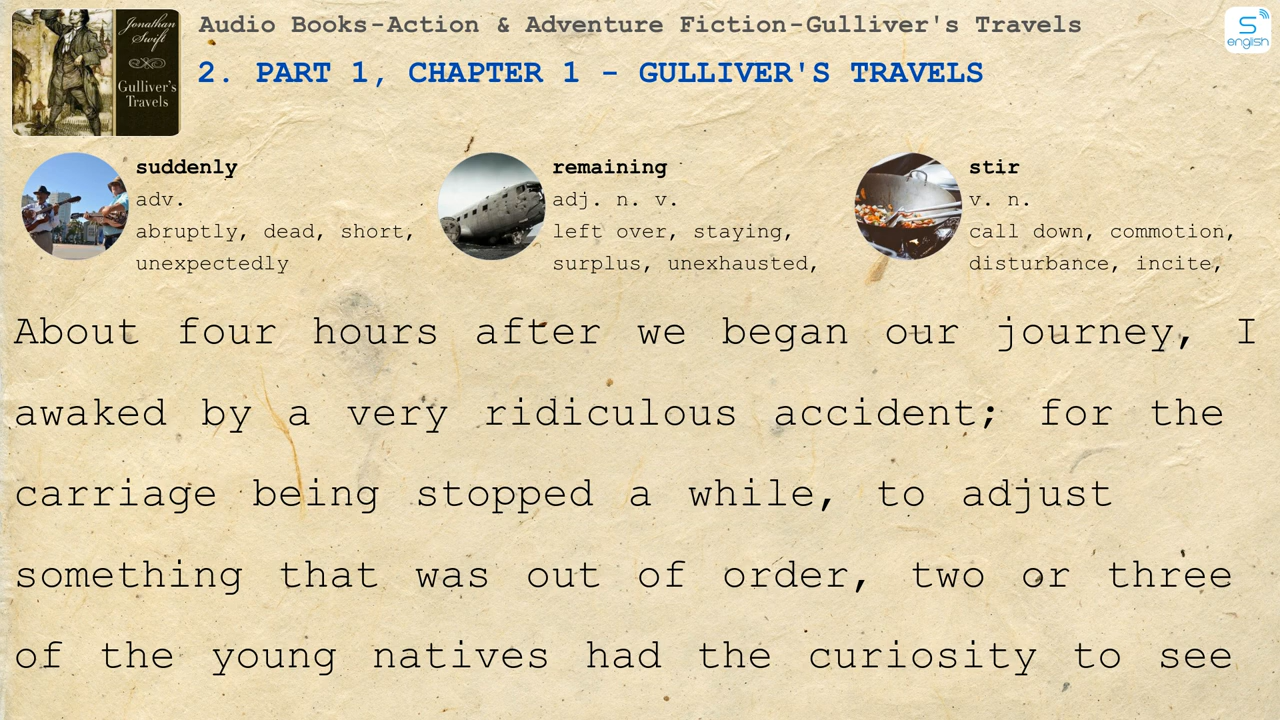 Jonathan
Swift
Gulliver's
Travels
Audio Books-Action & Adventure Fiction-Gulliver's Travels
2. PART 1, CHAPTER 1 - GULLIVER'S TRAVELS
S
english
suddenly
adv.
abruptly, dead, short,
unexpectedly
remaining
adj. n. v.
left over, staying,
surplus, unexhausted,
stir
v. n.
call down, commotion,
disturbance, incite,
About four hours after we began our journey, I
awaked by a very ridiculous accident; for the
carriage being stopped a while, to adjust
something that was out of order, two or three
of the young natives had the curiosity to see